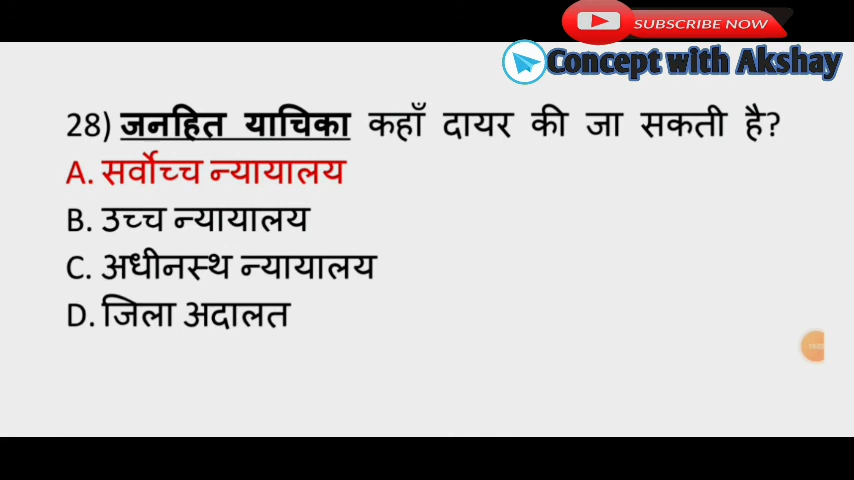 SUBSCRIBE NOW
Concept with Akshay
28) जनहित याचिका कहाँ दायर की जा सकती है?
A. सर्वोच्च न्यायालय
B. उच्च न्यायालय
C. अधीनस्थ न्यायालय
D. जिला अदालत